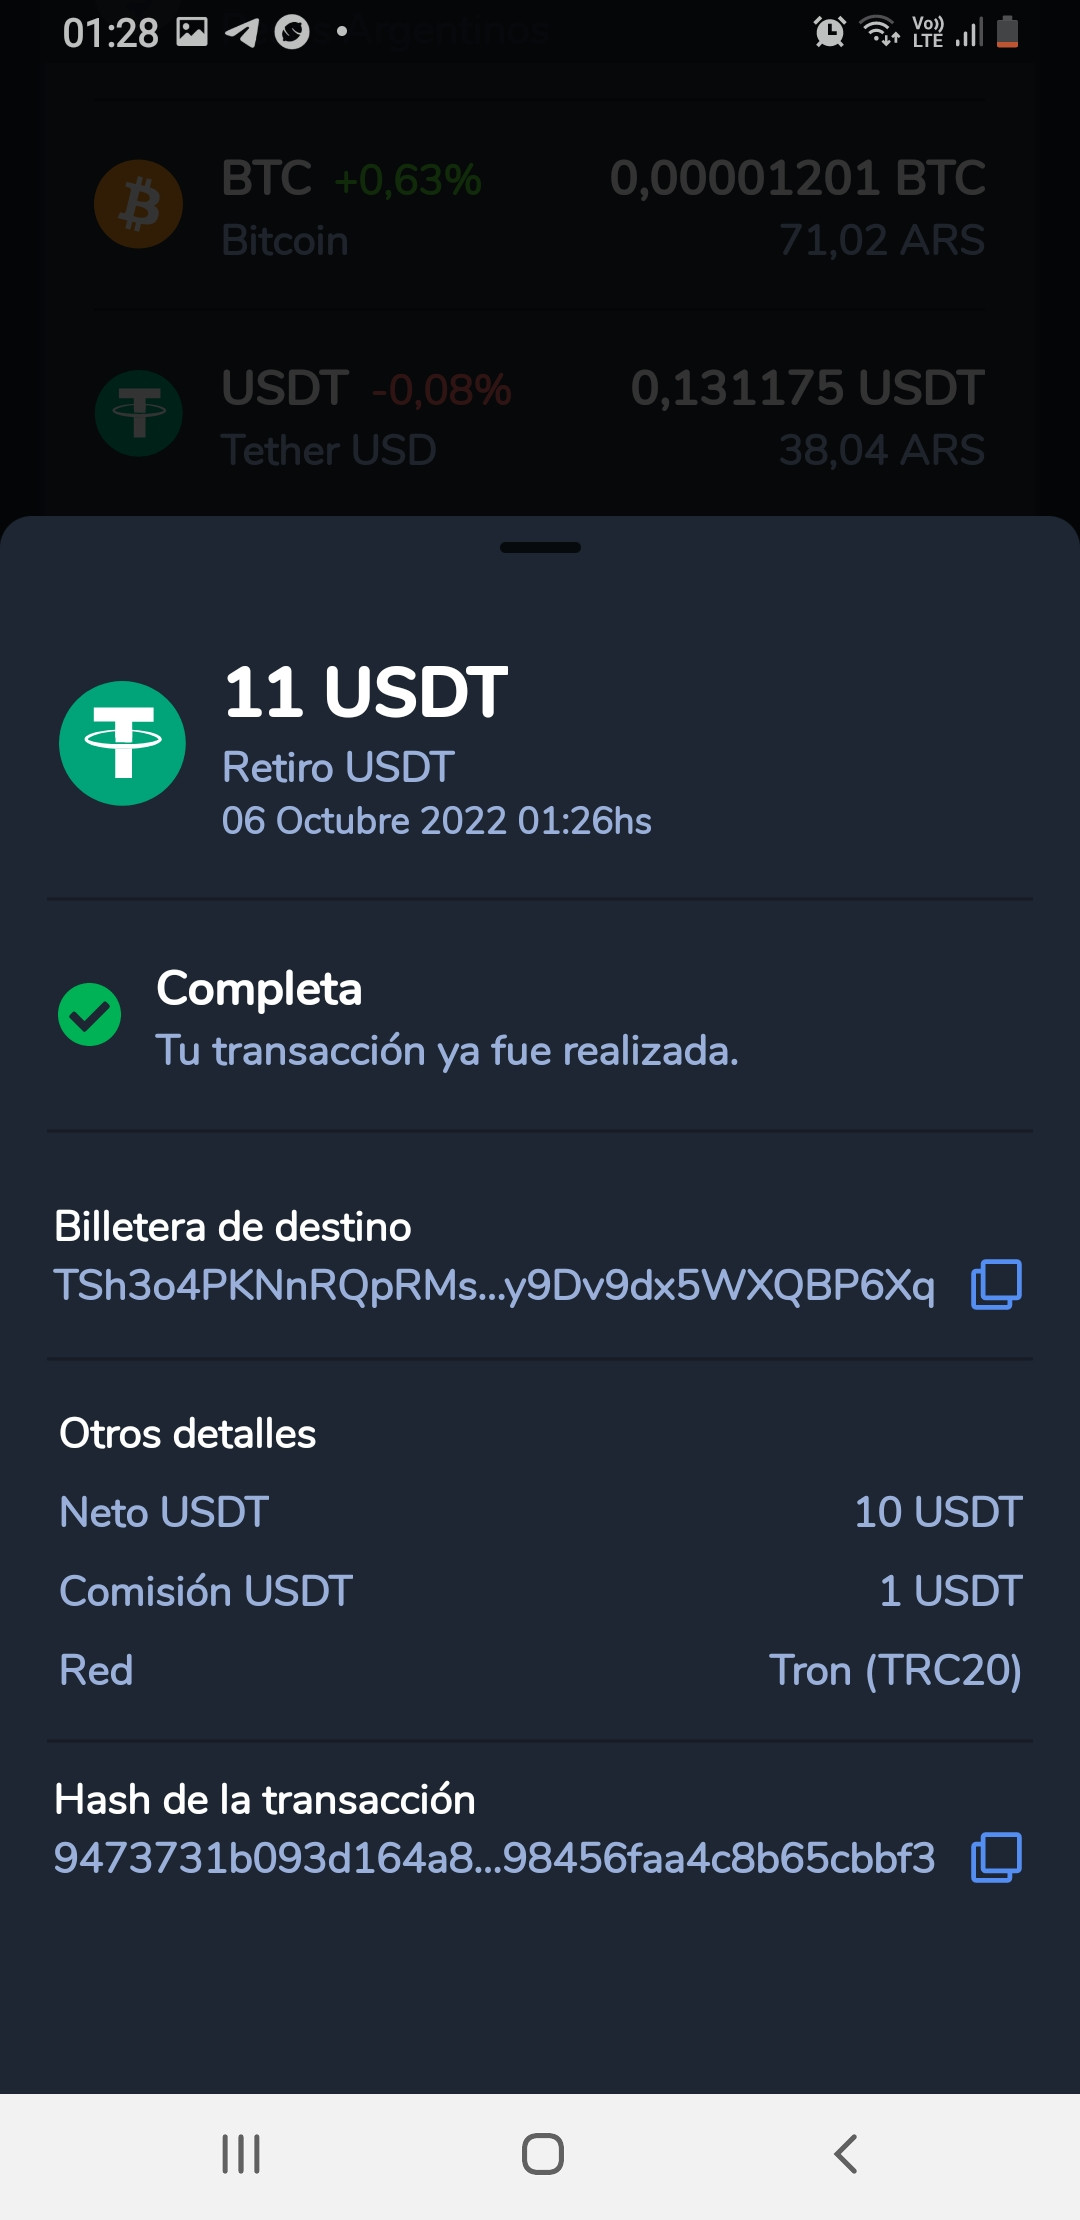 01:28
Vo)) LTE
Argentinos
BTC +0,63% 0,00001201 BTC
Bitcoin 71,02 ARS
USDT -0,08% 0,131175 USDT
Tether USD 38,04 ARS
11 USDT
Retiro USDT
06 Octubre 2022 01:26hs
Completa
Tu transacción ya fue realizada.
Billetera de destino
TSh3o4PKNnRQpRMs...y9Dv9dx5WXQBP6Xq
Otros detalles
Neto USDT 10 USDT
Comisión USDT 1 USDT
Red Tron (TRC20)
Hash de la transacción
9473731b093d164a8...98456faa4c8b65cbbf3